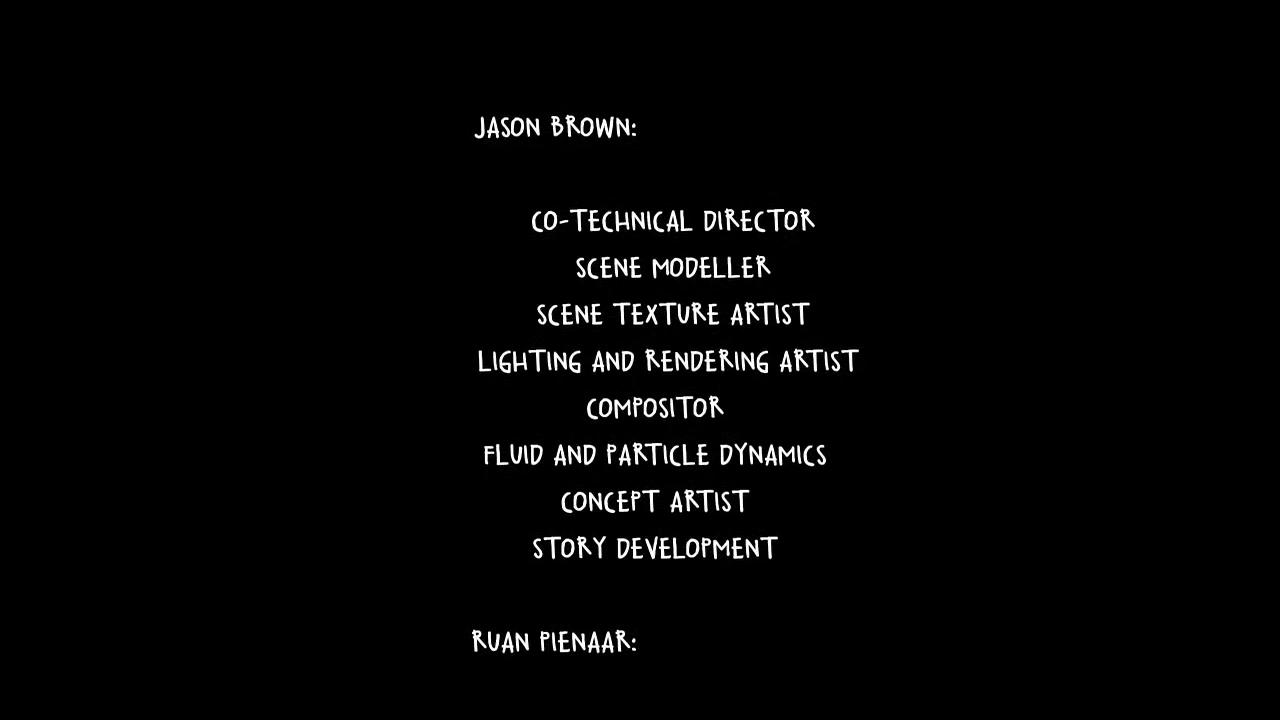 JASON BROWN:
CO-TECHNICAL DIRECTOR
SCENE MODELLER
SCENE TEXTURE ARTIST
LIGHTING AND RENDERING ARTIST
COMPOSITOR
FLUID AND PARTICLE DYNAMICS
CONCEPT ARTIST
STORY DEVELOPMENT
RUAN PIENAAR: